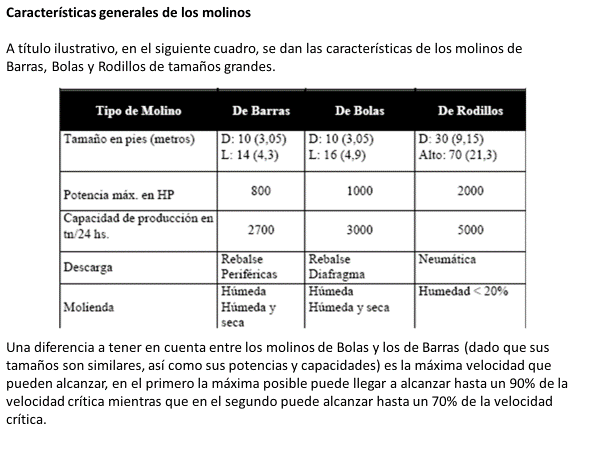 Características generales de los molinos
A título ilustrativo, en el siguiente cuadro, se dan las características de los molinos de
Barras, Bolas y Rodillos de tamaños grandes.
Tipo de Molino De Barras De Bolas De Rodillos
Tamaño en pies (metros) D: 10 (3,05) D: 10 (3,05) D: 30 (9,15)
L: 14 (4,3) L: 16 (4,9) Alto: 70 (21,3)
Potencia máx. en HP 800 1000 2000
Capacidad de producción en
tn/24 hs. 2700 3000 5000
Descarga Rebalse Rebalse Neumática
Periféricas Diafragma
Molienda Húmeda Húmeda Humedad < 20%
Húmeda y Húmeda y seca
seca
Una diferencia a tener en cuenta entre los molinos de Bolas y los de Barras (dado que sus
tamaños son similares, así como sus potencias y capacidades) es la máxima velocidad que
pueden alcanzar, en el primero la máxima posible puede llegar a alcanzar hasta un 90% de la
velocidad crítica mientras que en el segundo puede alcanzar hasta un 70% de la velocidad
crítica.